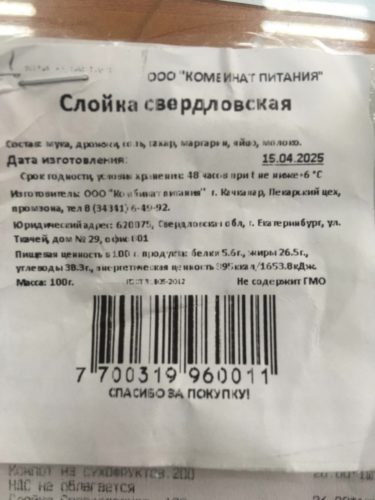 ООО "КОМБИНАТ ПИТАНИЯ"
Слойка свердловская
Состав: мука, дрожжи, соль, сахар, маргарин, яйцо, молоко.
Дата изготовления: 15.04.2025
Срок годности, условия хранения: 48 часов при t не ниже +6 °С
Изготовитель: ООО "Комбинат питания" г. Качканар, Пекарский цех,
промзона, тел 8 (34341) 6-49-92.
Юридический адрес: 620075, Свердловская обл, г. Екатеринбург, ул.
Ткачей, дом № 29, офис
Пищевая ценность в 100 г. продукта: белки 5.6г., жиры 26.5г.,
углеводы 38.3г., энергетическая ценность 395ккал/1653.8кДж.
Масса: 100г. Не содержит ГМО
7 700319 960011
СПАСИБО ЗА ПОКУПКУ!
КОМПОТ ИЗ СУХОФРУКТОВ.200
НДС не облагается